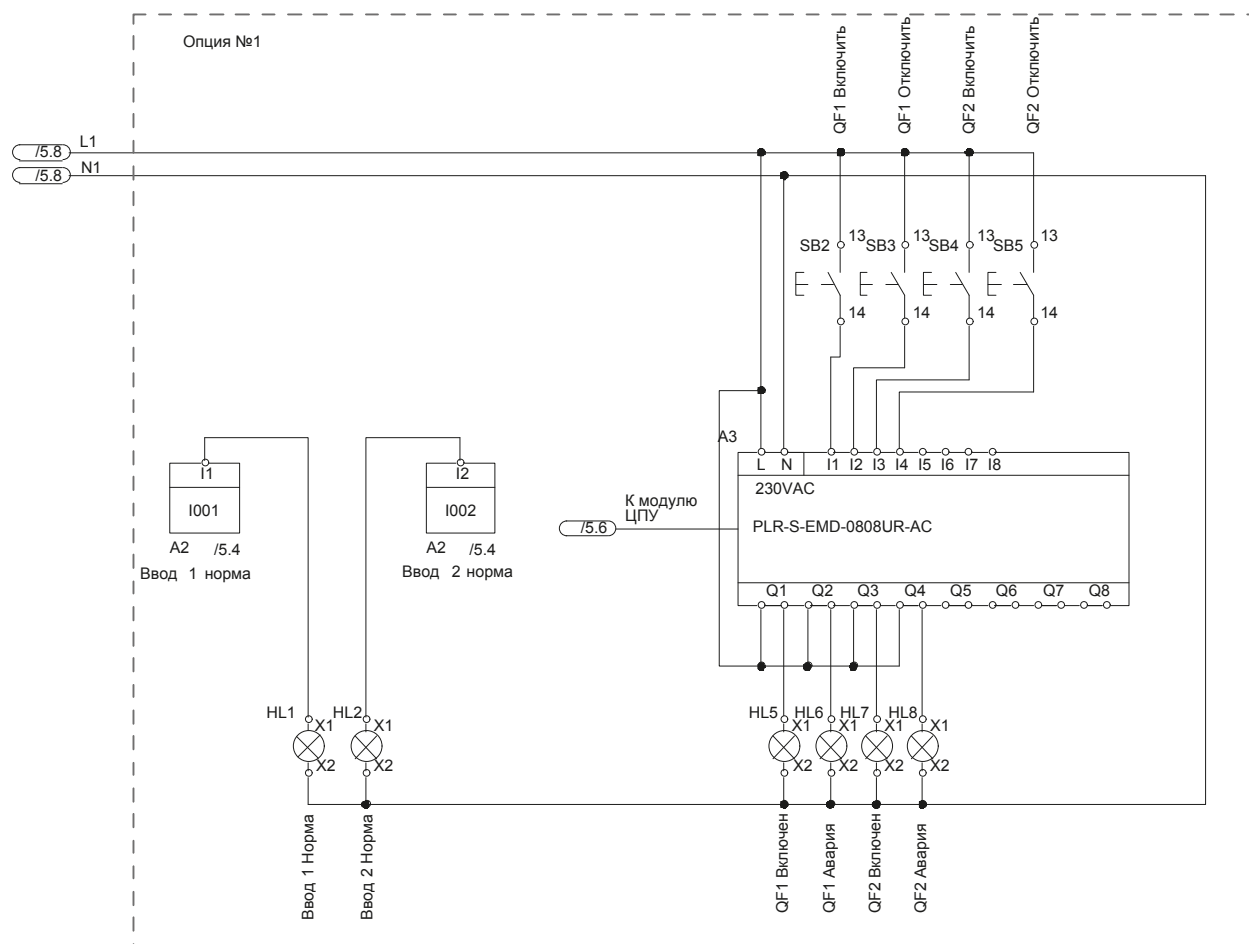 Опция №1
QF1 Включить
QF1 Отключить
QF2 Включить
QF2 Отключить
/5.8 L1
/5.8 N1
SB2 13 SB3 13 SB4 13 SB5 13
14 14 14 14
A3
L N I1 I2 I3 I4 I5 I6 I7 I8
230VAC
PLR-S-EMD-0808UR-AC
К модулю
ЦПУ
/5.6
I1
I001
A2 /5.4
Ввод 1 норма
I2
I002
A2 /5.4
Ввод 2 норма
Q1 Q2 Q3 Q4 Q5 Q6 Q7 Q8
HL1 X1 HL2 X1 HL5 X1 HL6 X1 HL7 X1 HL8 X1
X2 X2 X2 X2 X2 X2
Ввод 1 Норма
Ввод 2 Норма
QF1 Включен
QF1 Авария
QF2 Включен
QF2 Авария